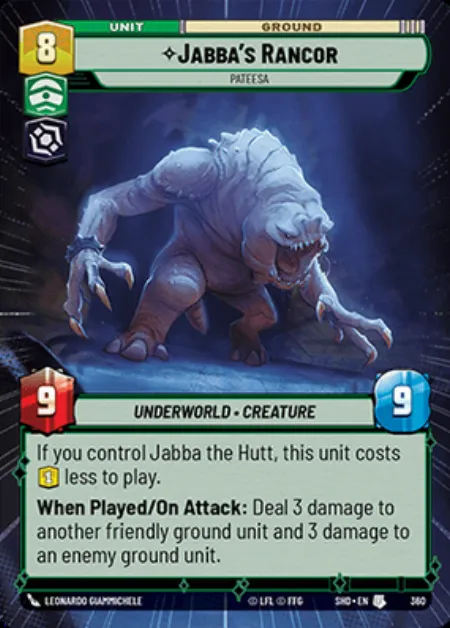 UNIT GROUND
8
✧JABBA'S RANCOR
PATEESA
9
UNDERWORLD • CREATURE
9
If you control Jabba the Hutt, this unit costs
1 less to play.
When Played/On Attack: Deal 3 damage to
another friendly ground unit and 3 damage to
an enemy ground unit.
LEONARDO GIAMMICHELE © LFL © FFG SHD • EN 360